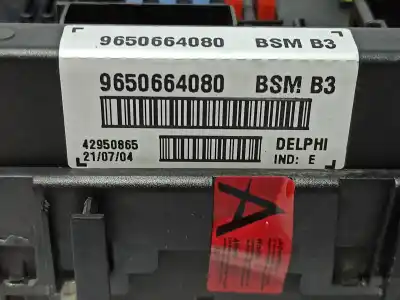 9650664080 BSM B3
9650664080 BSM B3
42950865 DELPHI
21/07/04 IND: E
A